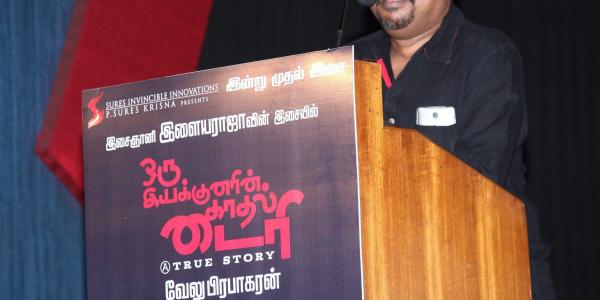 SURES INVINCIBLE INNOVATIONS
P.SURES KRISNA PRESENTS
இன்று முதல் இசை
இசைஞானி இளையராஜாவின் இசையில்
ஒரு
இயக்குனரின்
காதல்
டைரி
A TRUE STORY
வேலு பிரபாகரன்